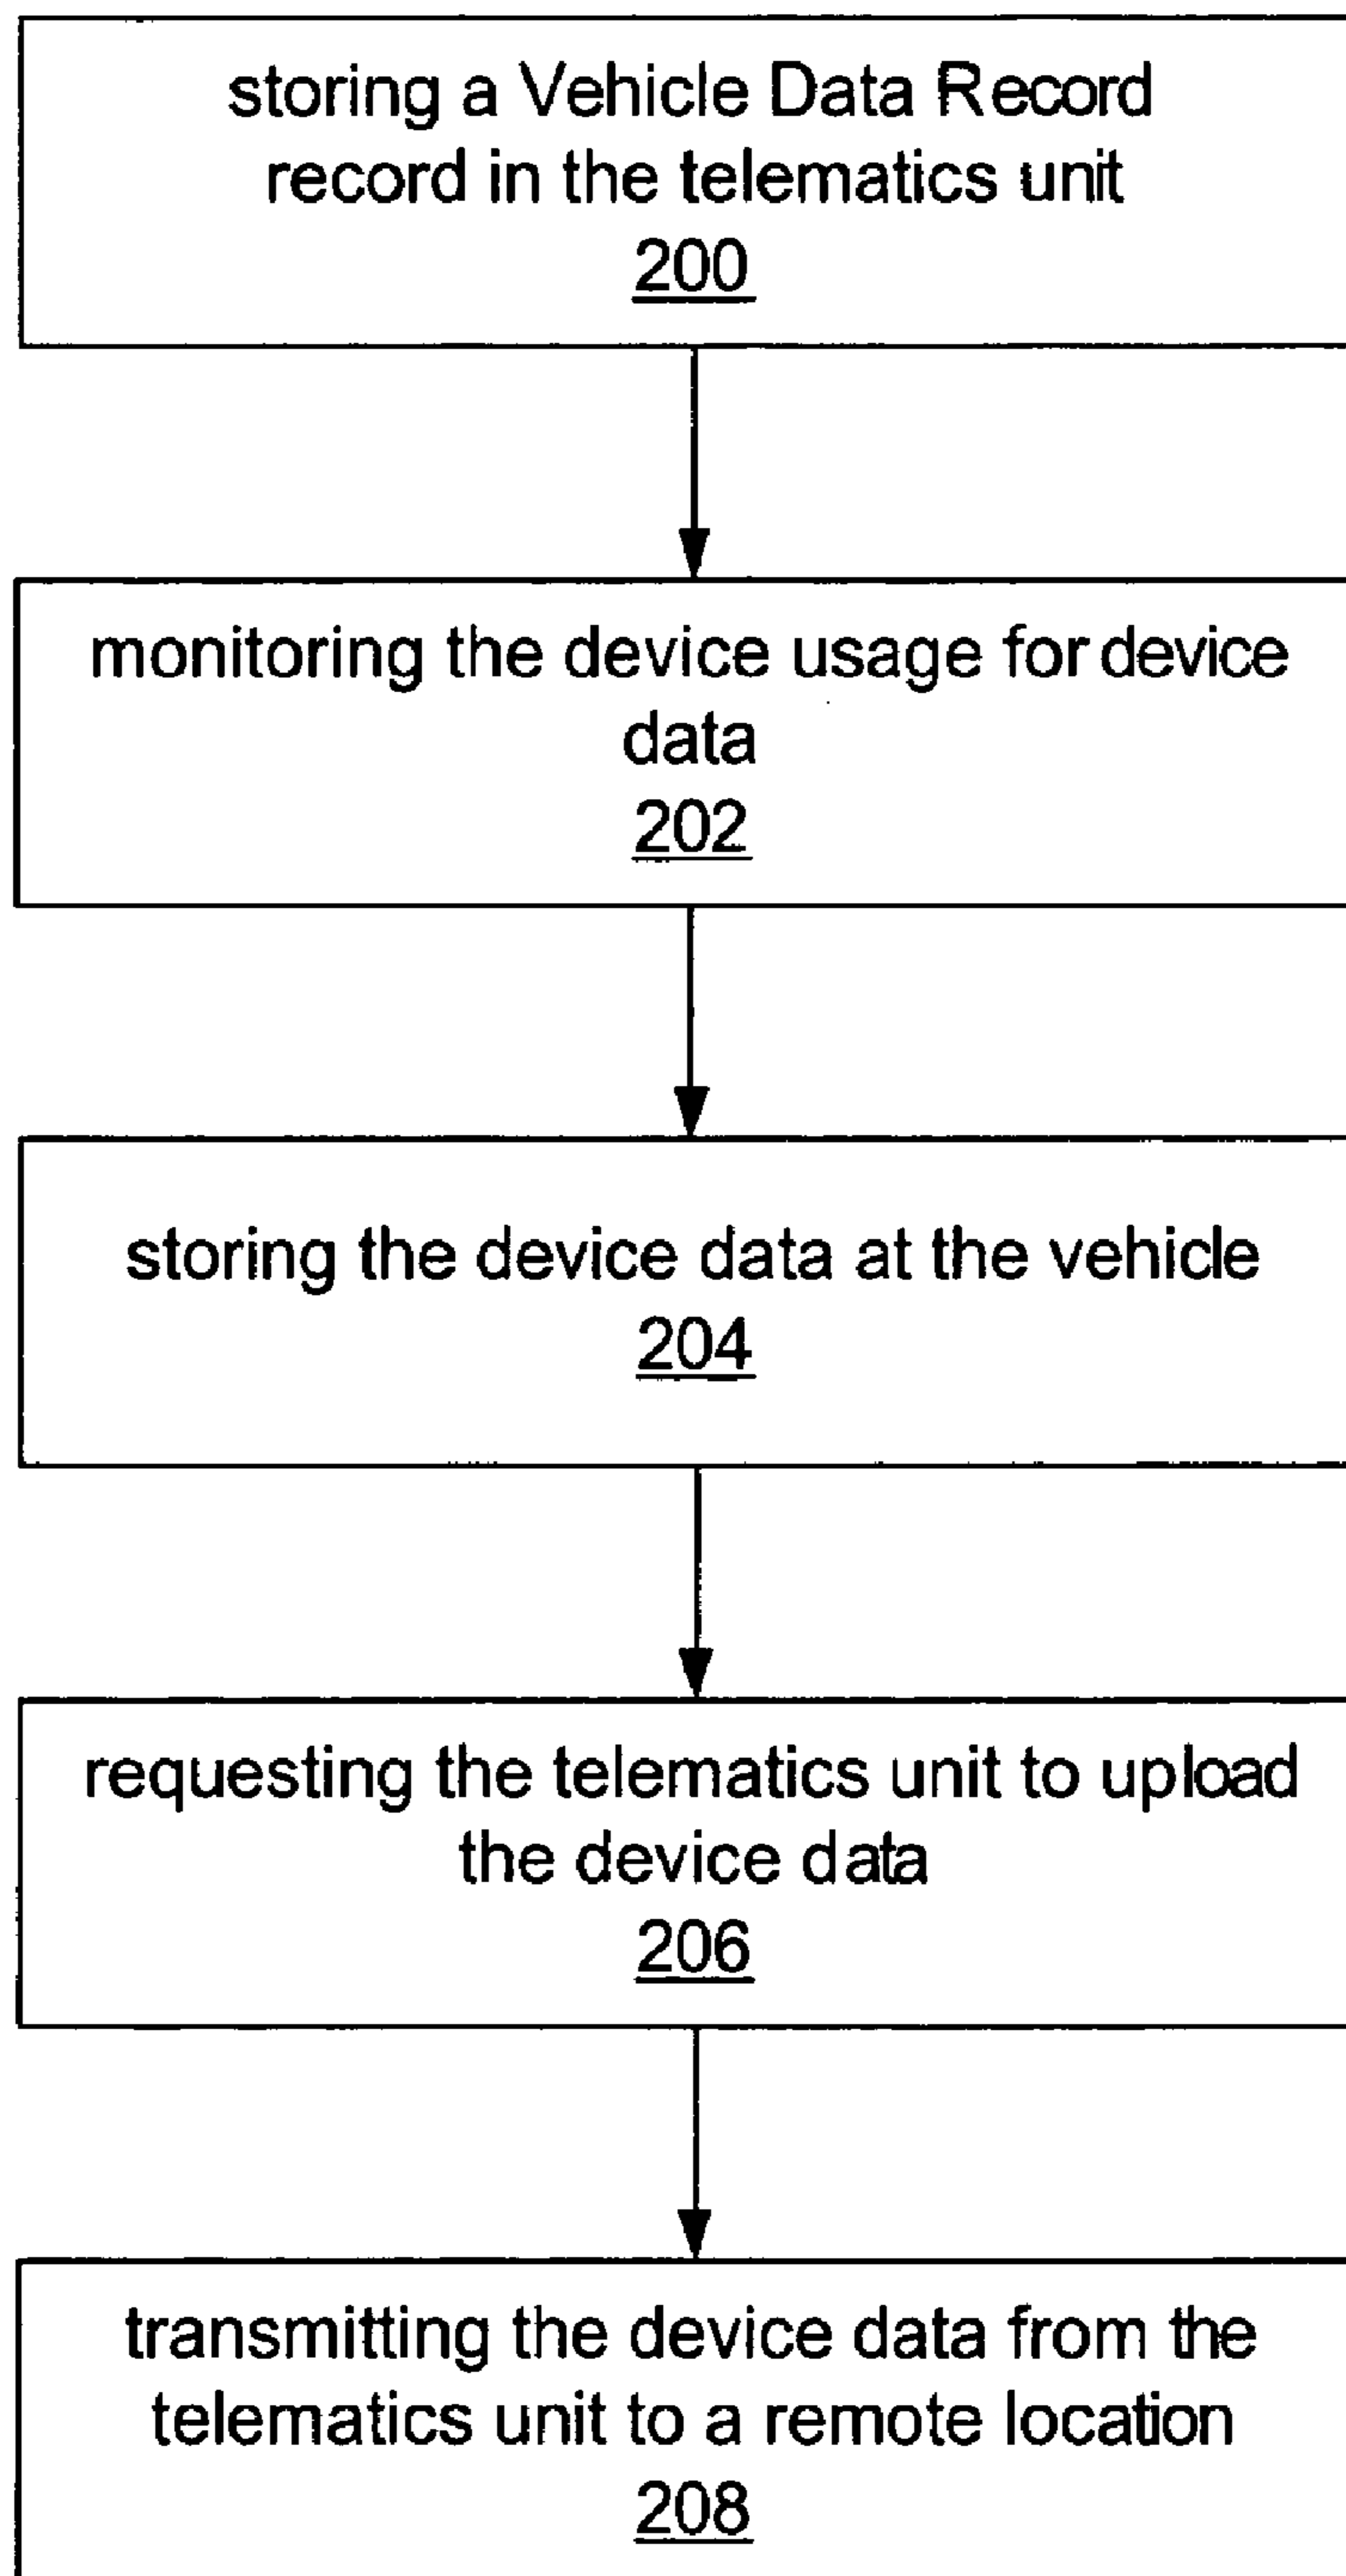 storing a Vehicle Data Record
record in the telematics unit
200
monitoring the device usage for device
data
202
storing the device data at the vehicle
204
requesting the telematics unit to upload
the device data
206
transmitting the device data from the
telematics unit to a remote location
208